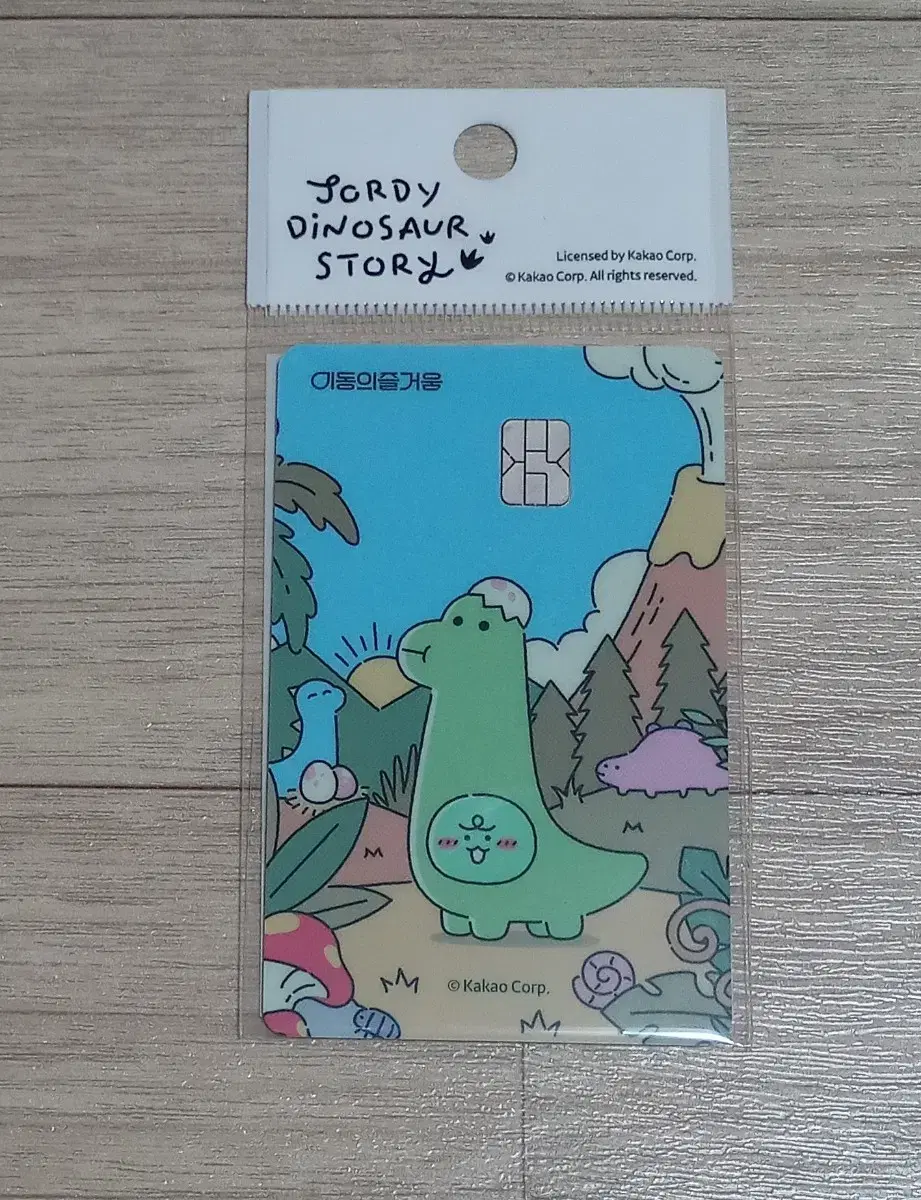 JORDY
DiNOSAUR
STORY
Licensed by Kakao Corp.
© Kakao Corp. All rights reserved.
이동의즐거움
© Kakao Corp.